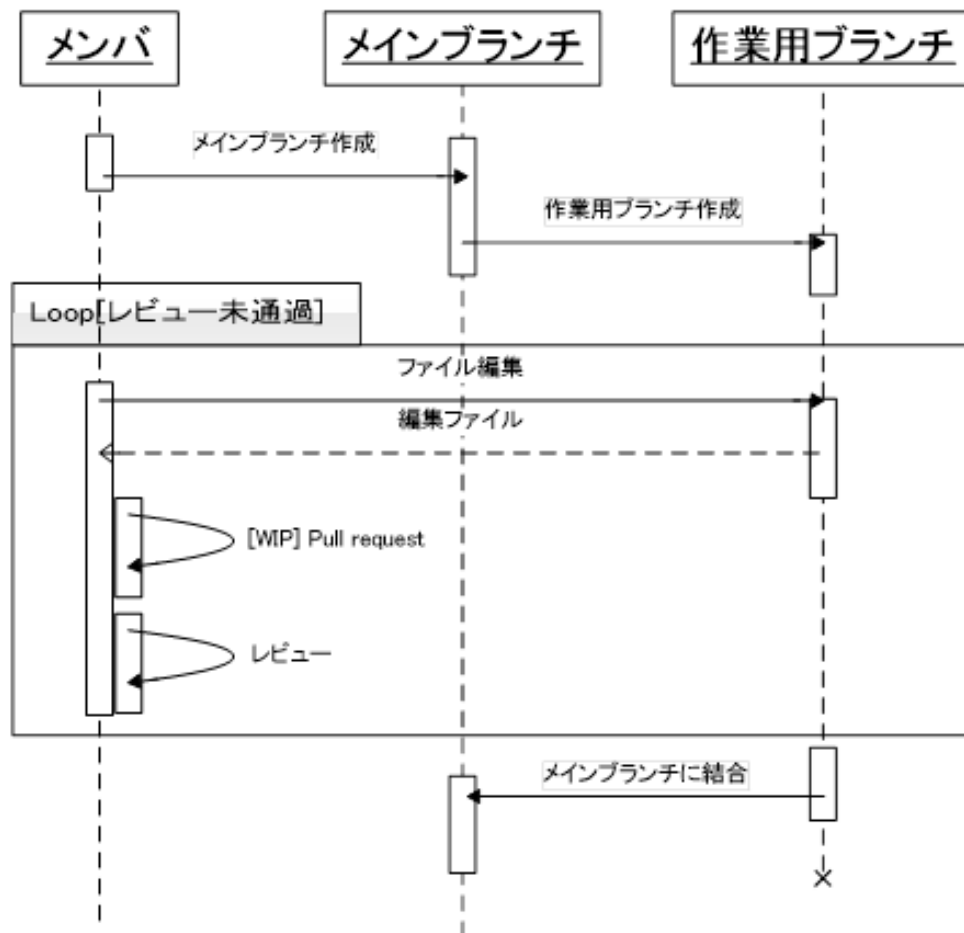 メンバ
メインブランチ
作業用ブランチ
メインブランチ作成
作業用ブランチ作成
Loop[レビュー未通過]
ファイル編集
編集ファイル
[WIP] Pull request
レビュー
メインブランチに結合